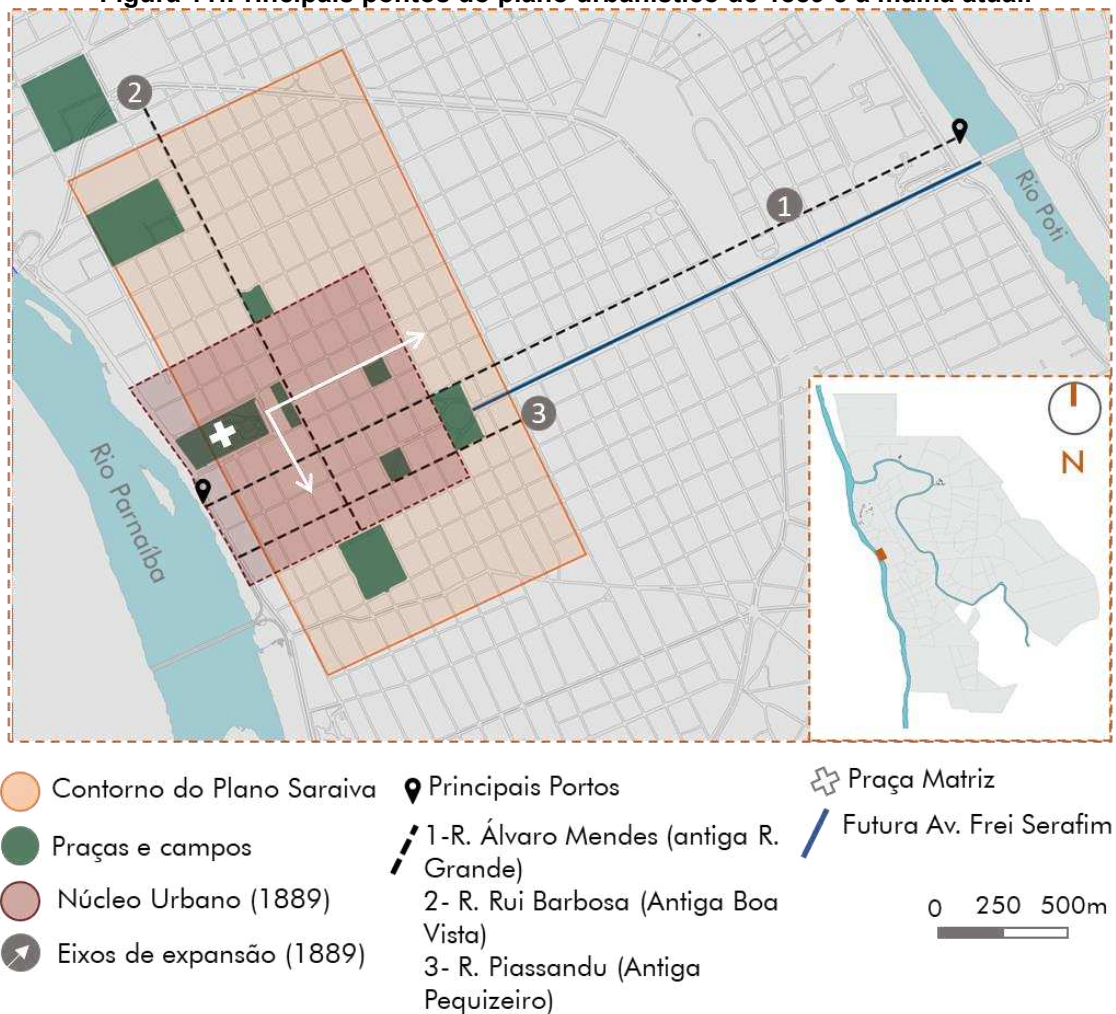 2
1
3
Rio Poti
Rio Parnaíba
N
Contorno do Plano Saraiva
Praças e campos
Núcleo Urbano (1889)
Eixos de expansão (1889)
Principais Portos
1-R. Álvaro Mendes (antiga R.
Grande)
2- R. Rui Barbosa (Antiga Boa
Vista)
3- R. Piassandu (Antiga
Pequizeiro)
Praça Matriz
Futura Av. Frei Serafim
0 250 500m